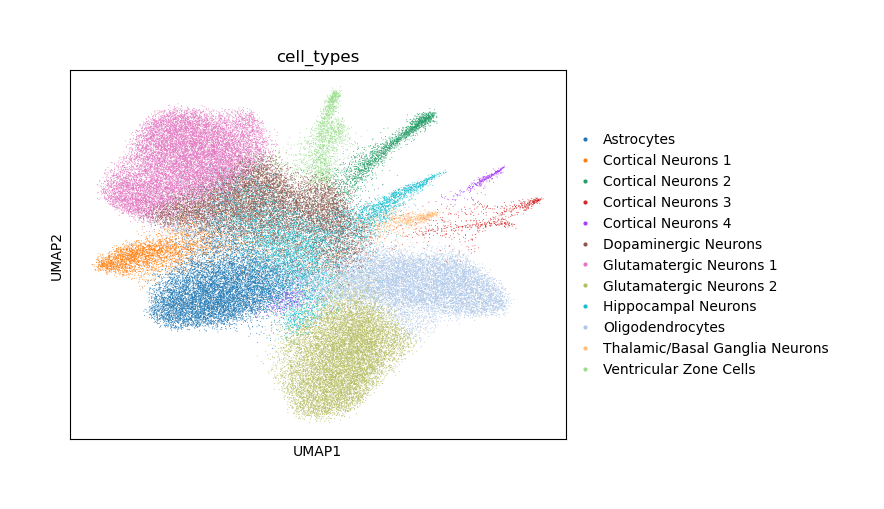 cell_types
UMAP2
UMAP1
Astrocytes
Cortical Neurons 1
Cortical Neurons 2
Cortical Neurons 3
Cortical Neurons 4
Dopaminergic Neurons
Glutamatergic Neurons 1
Glutamatergic Neurons 2
Hippocampal Neurons
Oligodendrocytes
Thalamic/Basal Ganglia Neurons
Ventricular Zone Cells